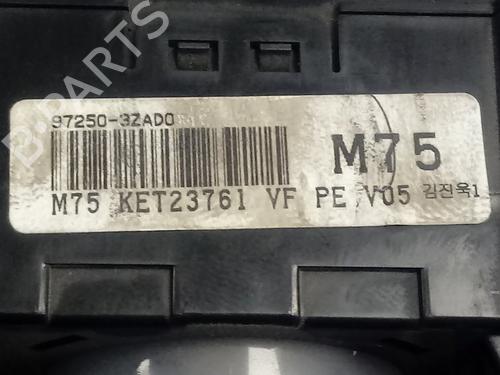 B-PARTS
97250-3ZAD0
M75
M75 KET23761 VF PE V05 김진욱1